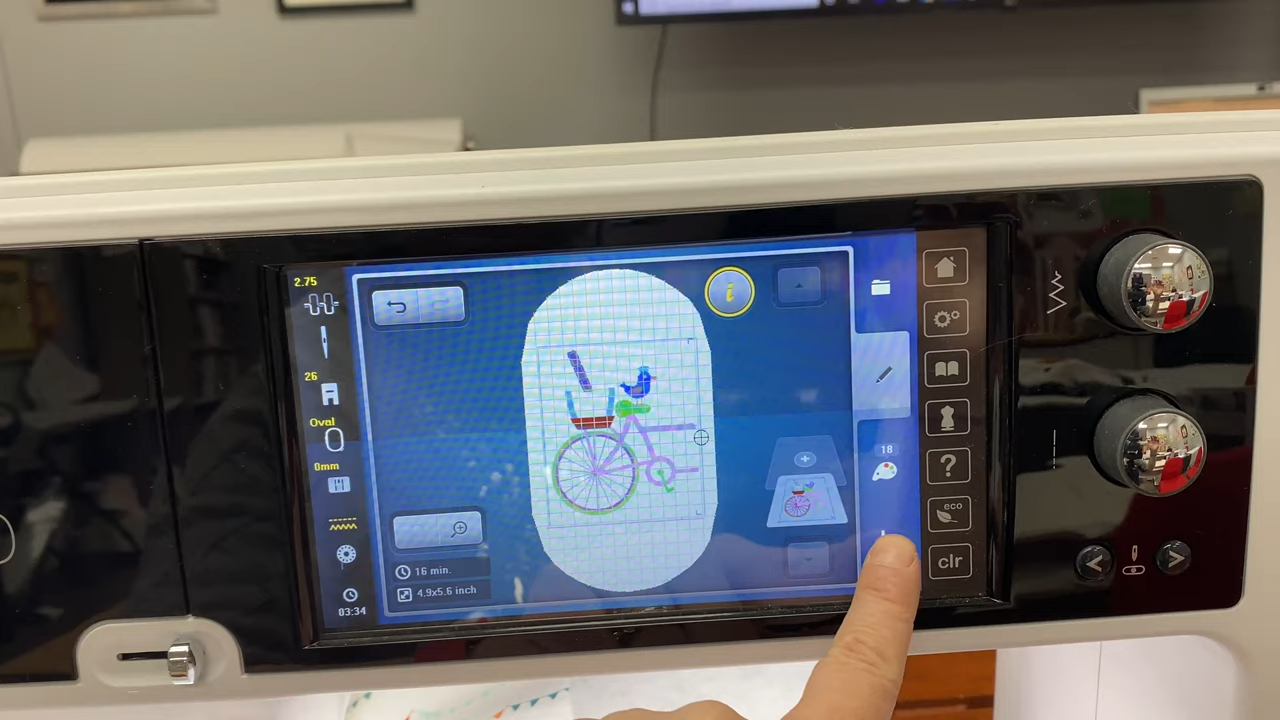 2.75
26
Oval
0mm
03:34
i
16 min.
4.9x5.6 inch
18
?
eco
clr